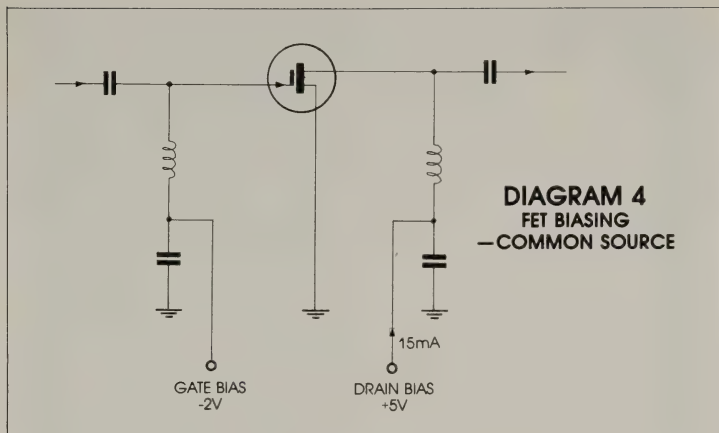 DIAGRAM 4
FET BIASING
—COMMON SOURCE
15mA
GATE BIAS
-2V
DRAIN BIAS
+5V